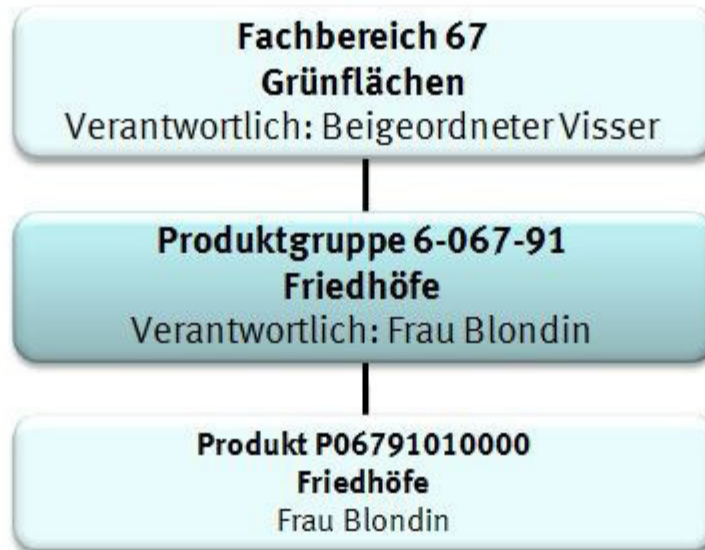 Fachbereich 67
Grünflächen
Verantwortlich: Beigeordneter Visser
Produktgruppe 6-067-91
Friedhöfe
Verantwortlich: Frau Blondin
Produkt P06791010000
Friedhöfe
Frau Blondin